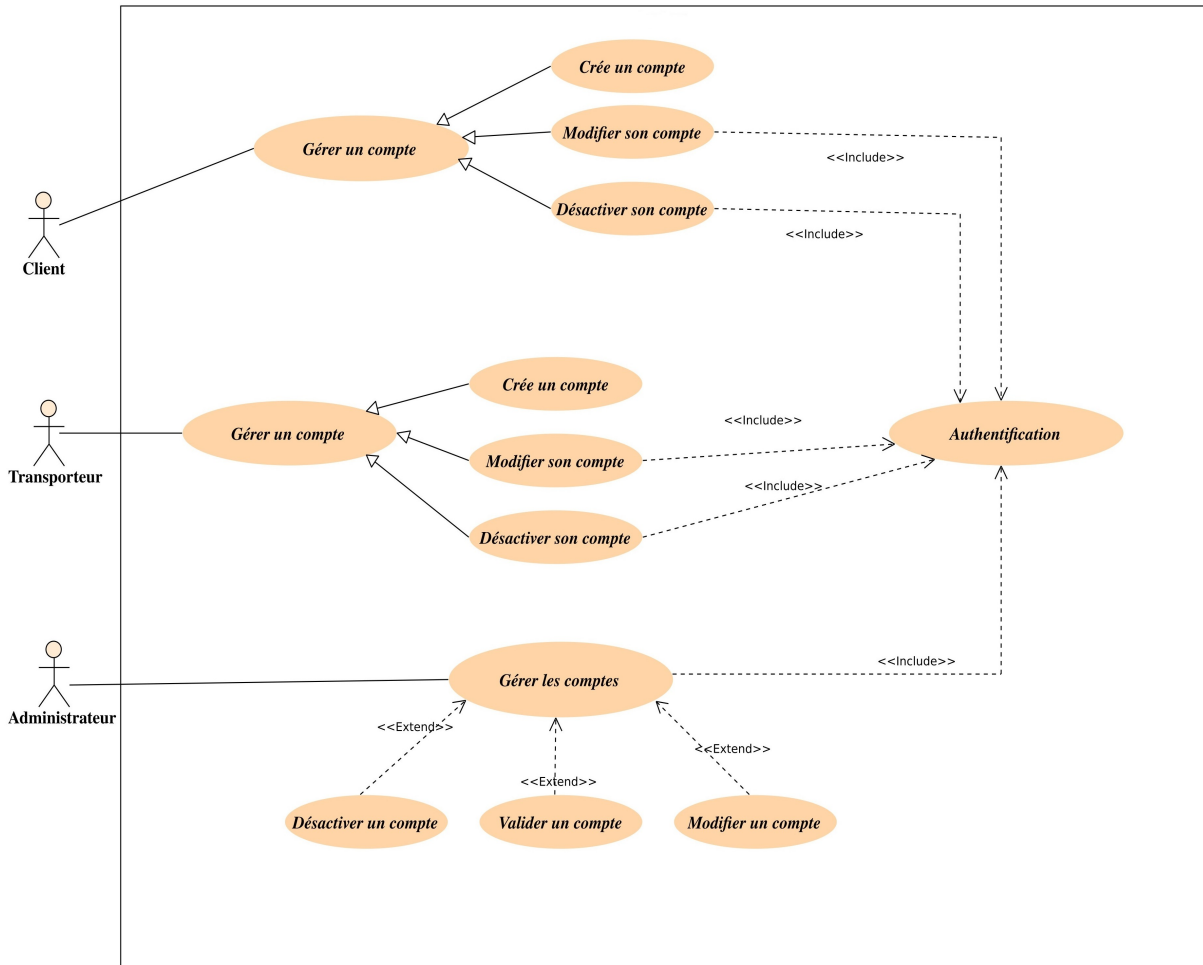 Crée un compte
Modifier son compte
Gérer un compte
<<Include>>
Désactiver son compte
<<Include>>
Client
Crée un compte
<<Include>>
Gérer un compte
Authentification
Modifier son compte
Transporteur
<<Include>>
Désactiver son compte
<<Include>>
Gérer les comptes
Administrateur
<<Extend>>
<<Extend>>
<<Extend>>
Désactiver un compte
Valider un compte
Modifier un compte